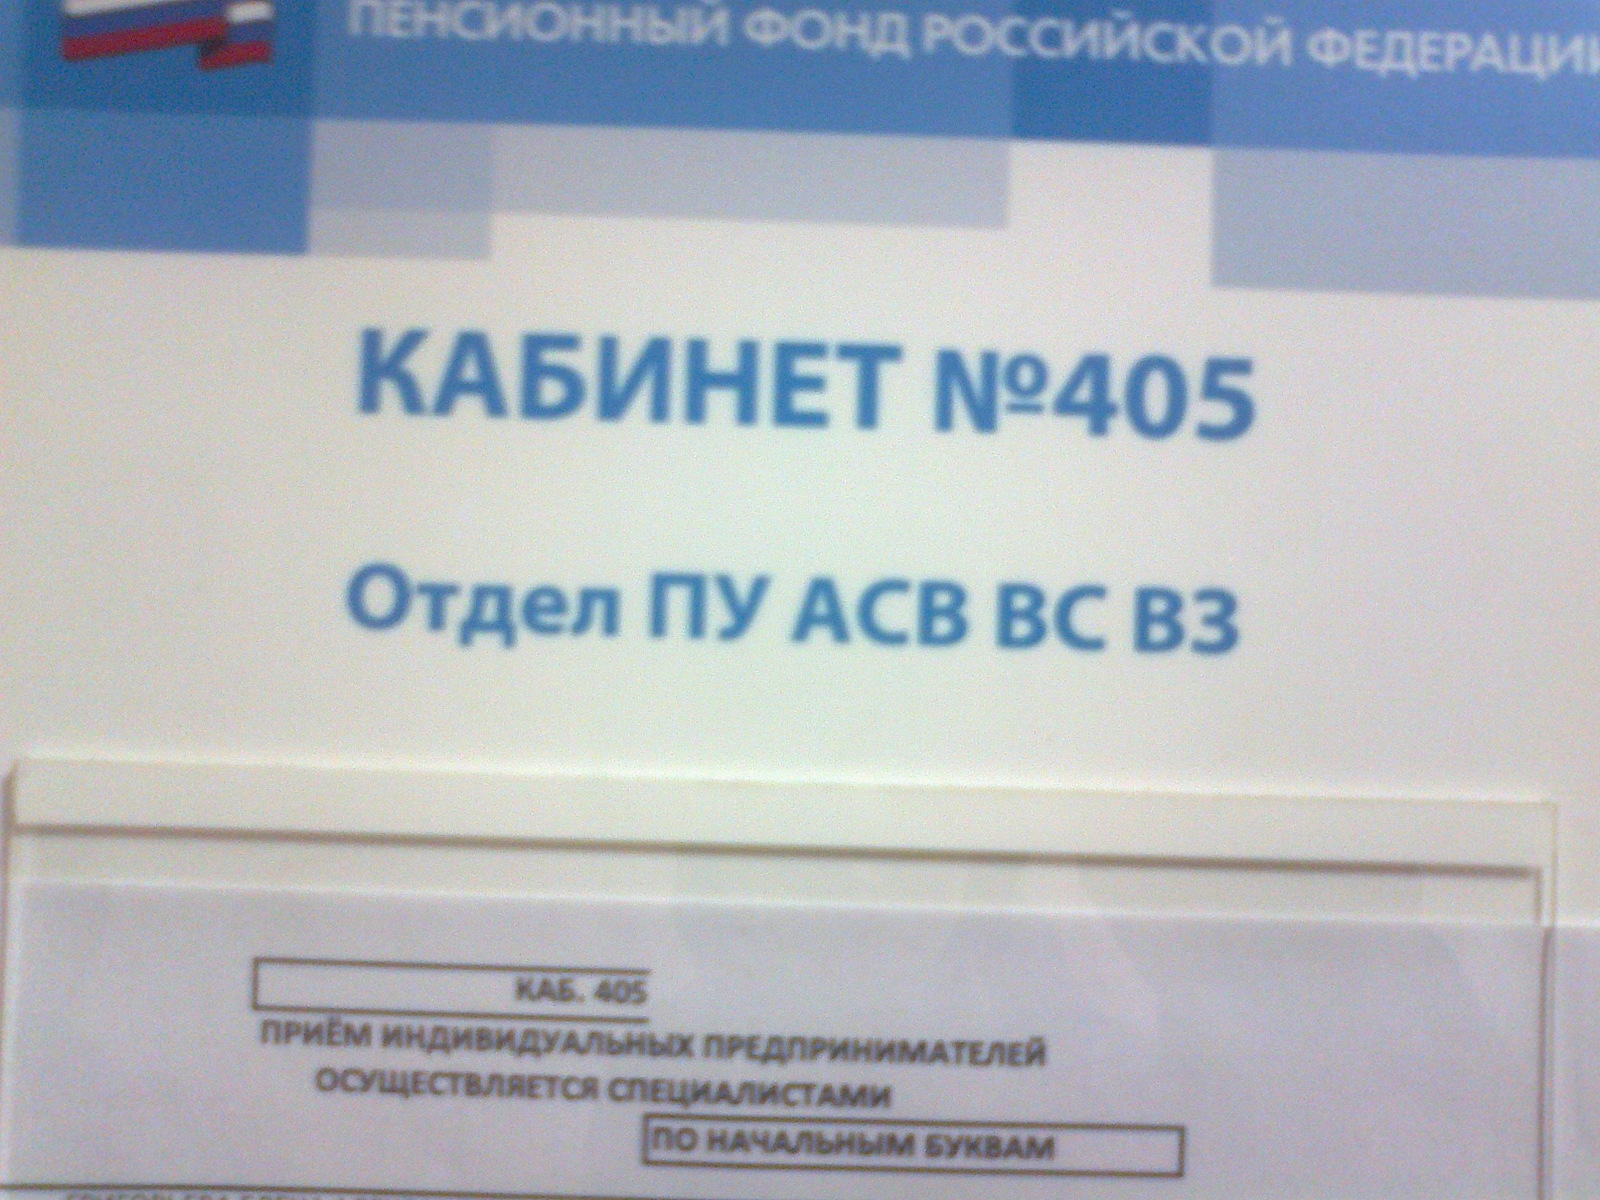 ПЕНСИОННЫЙ ФОНД РОССИЙСКОЙ ФЕДЕРАЦИИ
КАБИНЕТ №405
Отдел ПУ АСВ ВС ВЗ
КАБ. 405
ПРИЁМ ИНДИВИДУАЛЬНЫХ ПРЕДПРИНИМАТЕЛЕЙ
ОСУЩЕСТВЛЯЕТСЯ СПЕЦИАЛИСТАМИ
ПО НАЧАЛЬНЫМ БУКВАМ